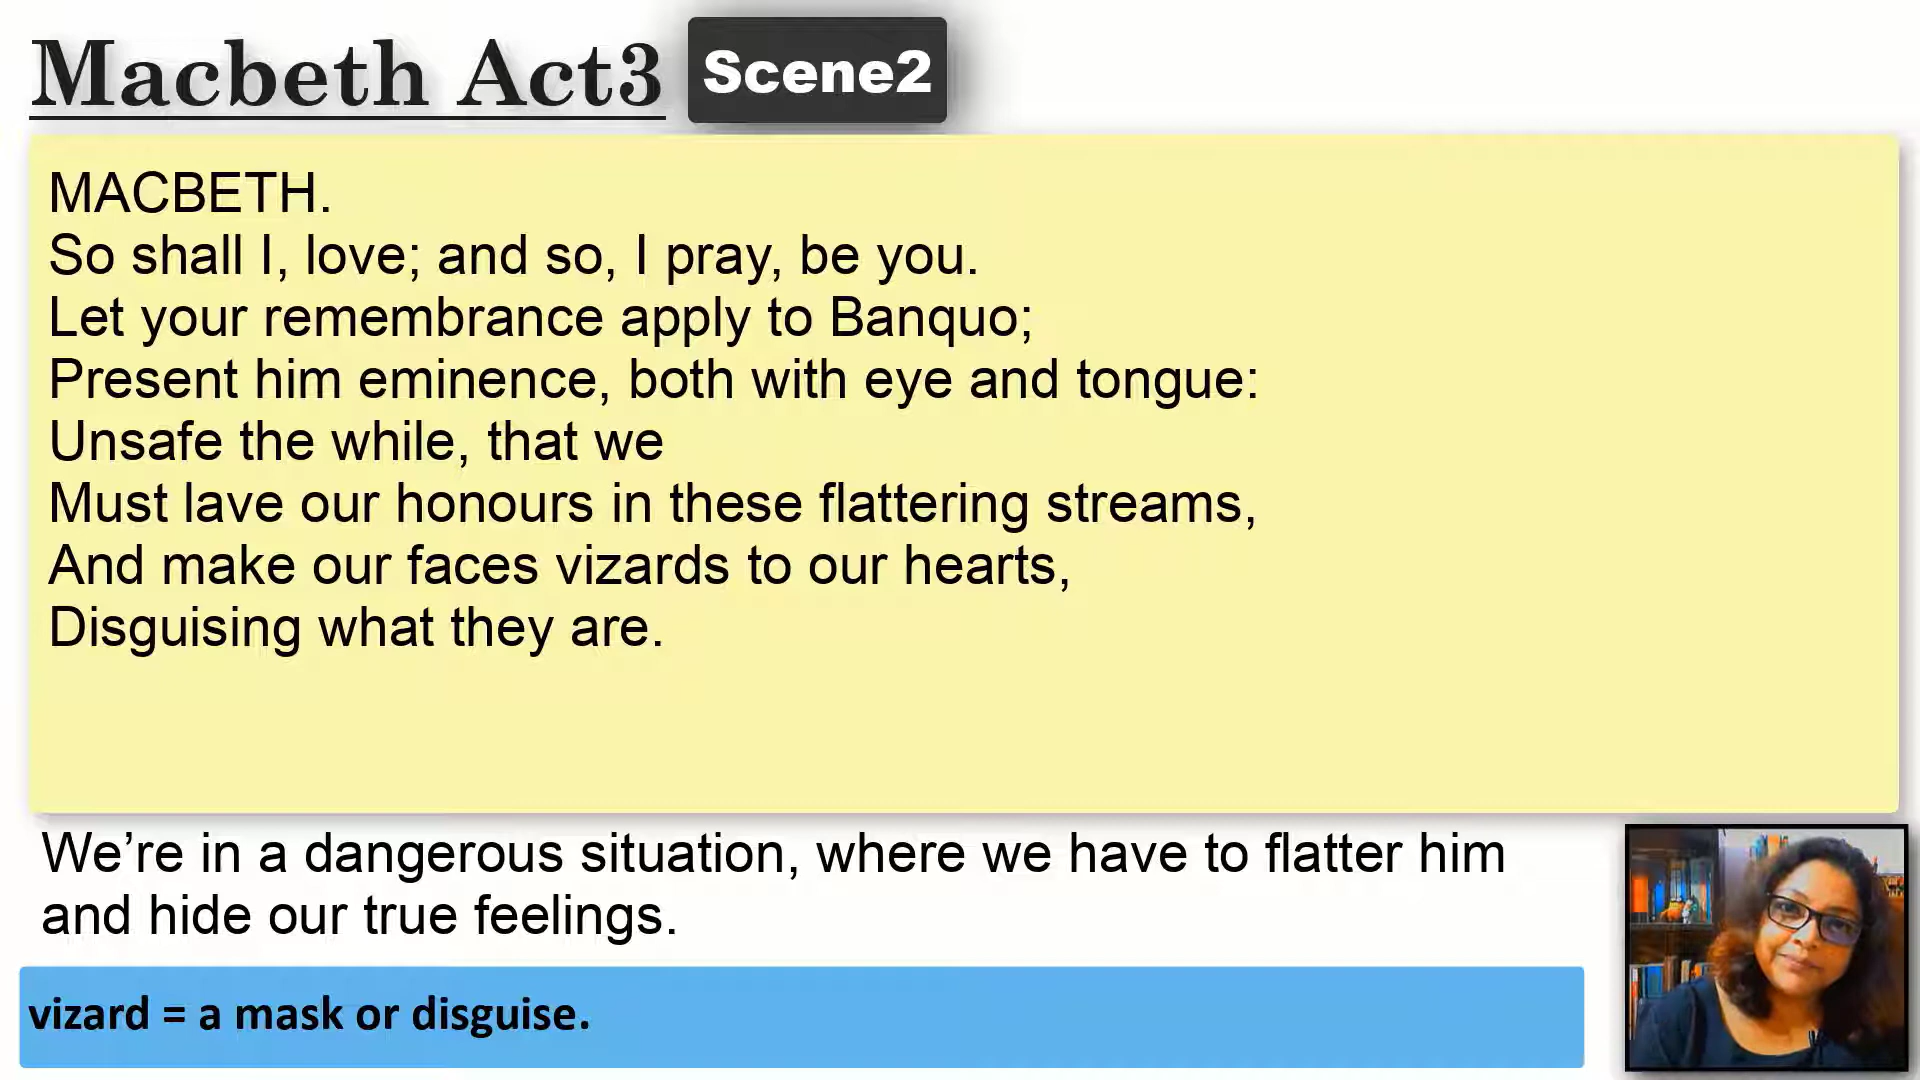 Macbeth Act3 Scene2
MACBETH.
So shall I, love; and so, I pray, be you.
Let your remembrance apply to Banquo;
Present him eminence, both with eye and tongue:
Unsafe the while, that we
Must lave our honours in these flattering streams,
And make our faces vizards to our hearts,
Disguising what they are.
We’re in a dangerous situation, where we have to flatter him
and hide our true feelings.
vizard = a mask or disguise.